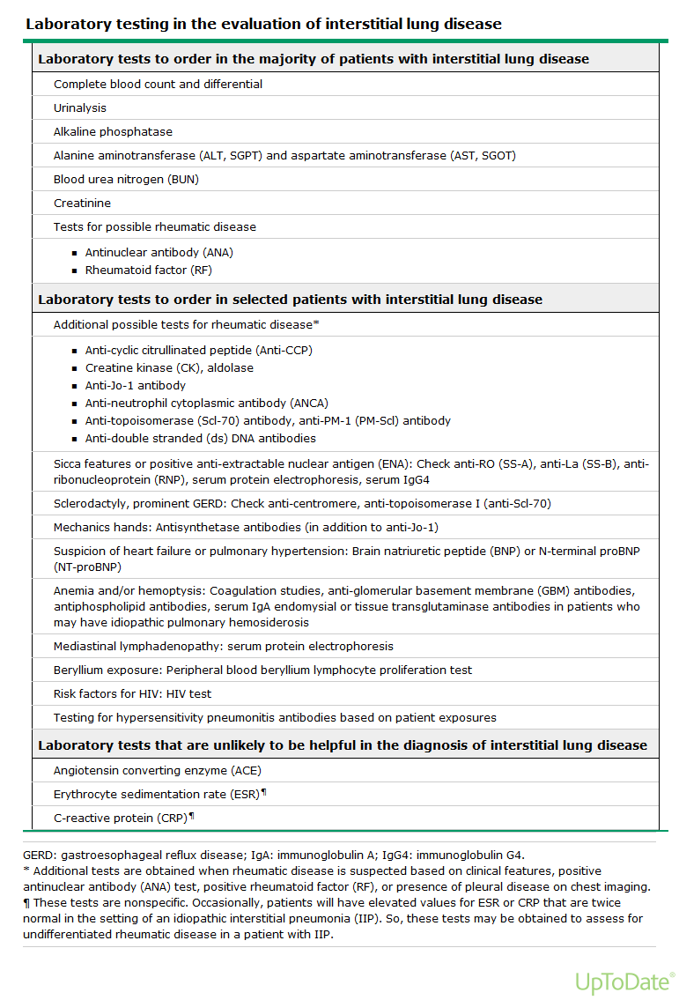 Laboratory testing in the evaluation of interstitial lung disease
Laboratory tests to order in the majority of patients with interstitial lung disease
Complete blood count and differential
Urinalysis
Alkaline phosphatase
Alanine aminotransferase (ALT, SGPT) and aspartate aminotransferase (AST, SGOT)
Blood urea nitrogen (BUN)
Creatinine
Tests for possible rheumatic disease
▪ Antinuclear antibody (ANA)
▪ Rheumatoid factor (RF)
Laboratory tests to order in selected patients with interstitial lung disease
Additional possible tests for rheumatic disease*
▪ Anti-cyclic citrullinated peptide (Anti-CCP)
▪ Creatine kinase (CK), aldolase
▪ Anti-Jo-1 antibody
▪ Anti-neutrophil cytoplasmic antibody (ANCA)
▪ Anti-topoisomerase (Scl-70) antibody, anti-PM-1 (PM-Scl) antibody
▪ Anti-double stranded (ds) DNA antibodies
Sicca features or positive anti-extractable nuclear antigen (ENA): Check anti-RO (SS-A), anti-La (SS-B), anti-
ribonucleoprotein (RNP), serum protein electrophoresis, serum IgG4
Sclerodactyly, prominent GERD: Check anti-centromere, anti-topoisomerase I (anti-Scl-70)
Mechanics hands: Antisynthetase antibodies (in addition to anti-Jo-1)
Suspicion of heart failure or pulmonary hypertension: Brain natriuretic peptide (BNP) or N-terminal proBNP
(NT-proBNP)
Anemia and/or hemoptysis: Coagulation studies, anti-glomerular basement membrane (GBM) antibodies,
antiphospholipid antibodies, serum IgA endomysial or tissue transglutaminase antibodies in patients who
may have idiopathic pulmonary hemosiderosis
Mediastinal lymphadenopathy: serum protein electrophoresis
Beryllium exposure: Peripheral blood beryllium lymphocyte proliferation test
Risk factors for HIV: HIV test
Testing for hypersensitivity pneumonitis antibodies based on patient exposures
Laboratory tests that are unlikely to be helpful in the diagnosis of interstitial lung disease
Angiotensin converting enzyme (ACE)
Erythrocyte sedimentation rate (ESR)¶
C-reactive protein (CRP)¶
GERD: gastroesophageal reflux disease; IgA: immunoglobulin A; IgG4: immunoglobulin G4.
* Additional tests are obtained when rheumatic disease is suspected based on clinical features, positive
antinuclear antibody (ANA) test, positive rheumatoid factor (RF), or presence of pleural disease on chest imaging.
¶ These tests are nonspecific. Occasionally, patients will have elevated values for ESR or CRP that are twice
normal in the setting of an idiopathic interstitial pneumonia (IIP). So, these tests may be obtained to assess for
undifferentiated rheumatic disease in a patient with IIP.
UpToDate®